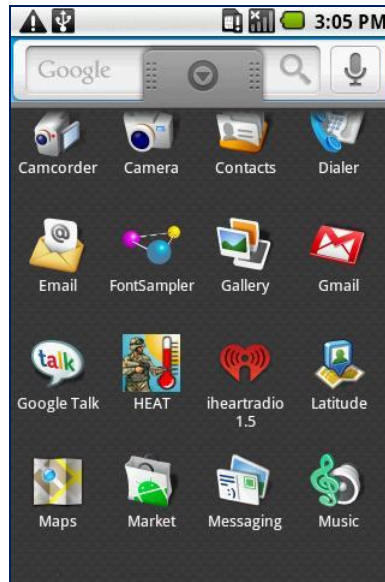 3:05 PM
Google
Camcorder Camera Contacts Dialer
@
Email FontSampler Gallery Gmail
talk
Google Talk HEAT iheartradio 1.5 Latitude
Maps Market Messaging Music